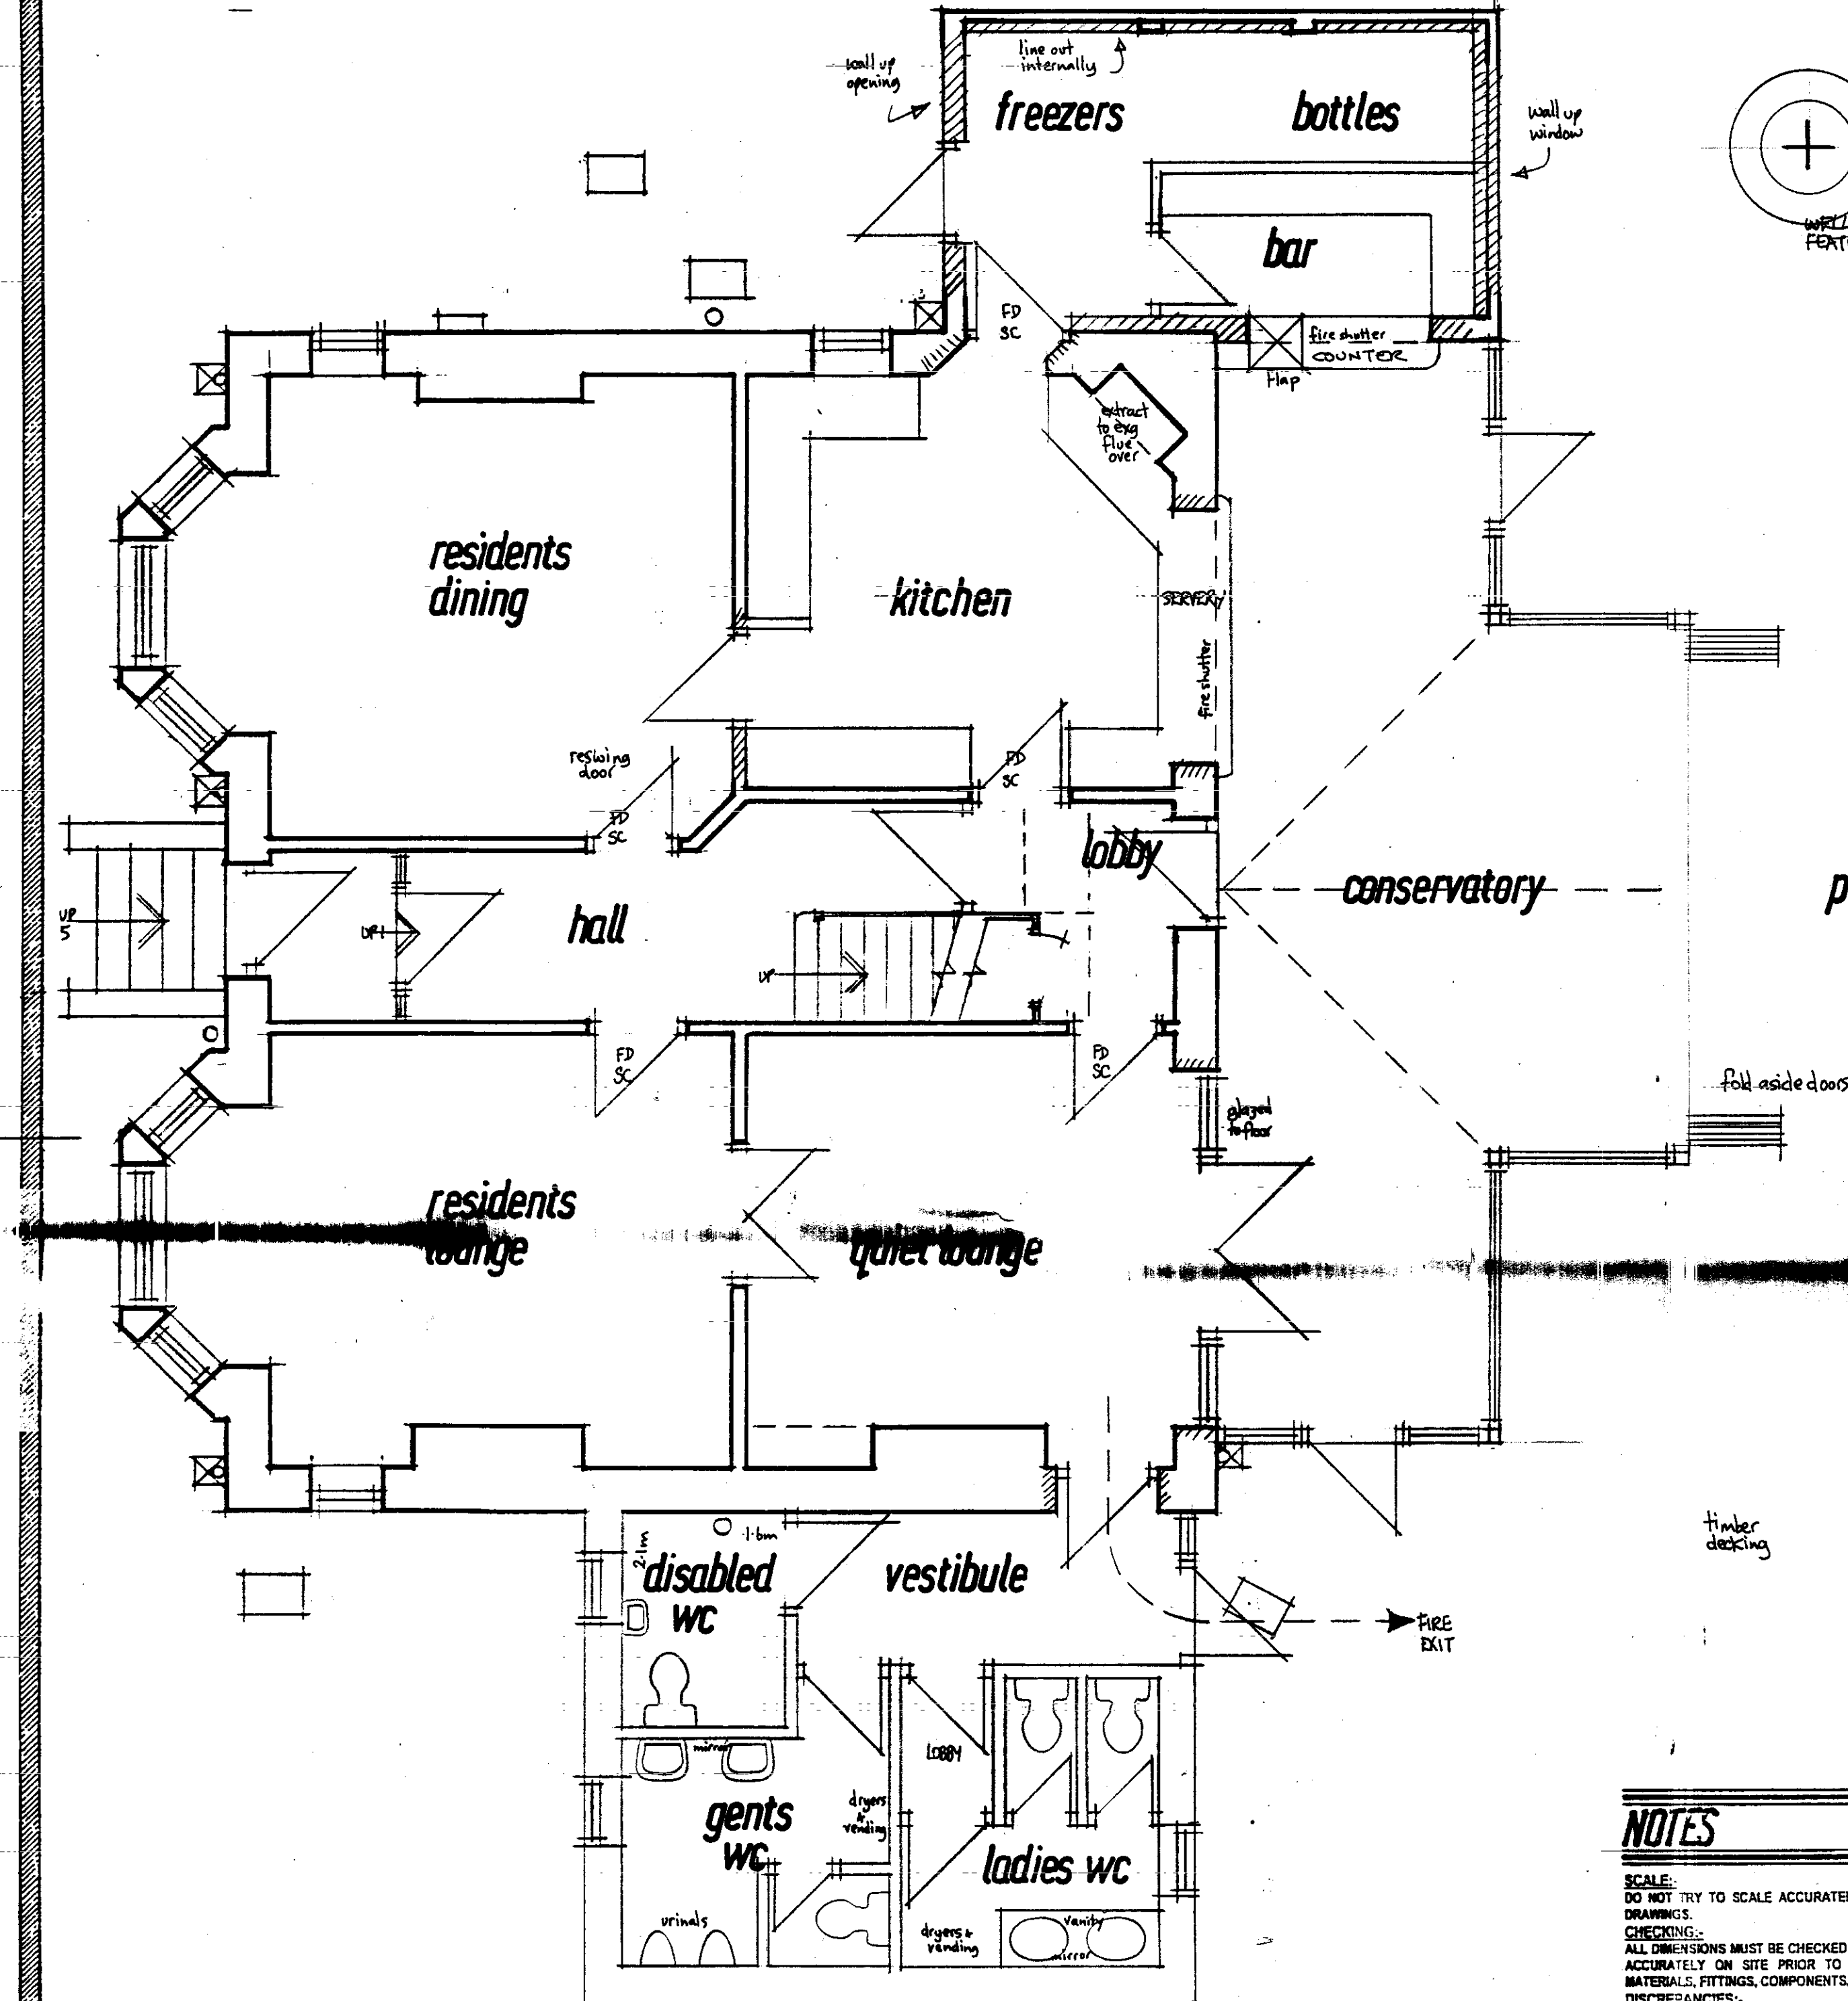 line out
internally
wall up
opening
freezers
bottles
wall up
window
bar
FD
SC
fire shutter
COUNTER
flap
extract
to exg
flue
over
residents
dining
kitchen
SERVERY
fire shutter
reswing
door
FD
SC
FD
SC
lobby
conservatory
p
UP
5
UP1
hall
UP
FD
SC
FD
SC
glazed
to floor
fold aside doors
residents
lounge
quiet lounge
timber
decking
2.1m
1.6m
disabled
WC
vestibule
FIRE
EXIT
mirror
LOBBY
gents
WC
dryers
&
vending
ladies WC
urinals
dryers &
vending
vanity
mirror
NOTES
SCALE:-
DO NOT TRY TO SCALE ACCURATE
DRAWINGS.
CHECKING:-
ALL DIMENSIONS MUST BE CHECKED
ACCURATELY ON SITE PRIOR TO
MATERIALS, FITTINGS, COMPONENTS
DISCREPANCIES:-